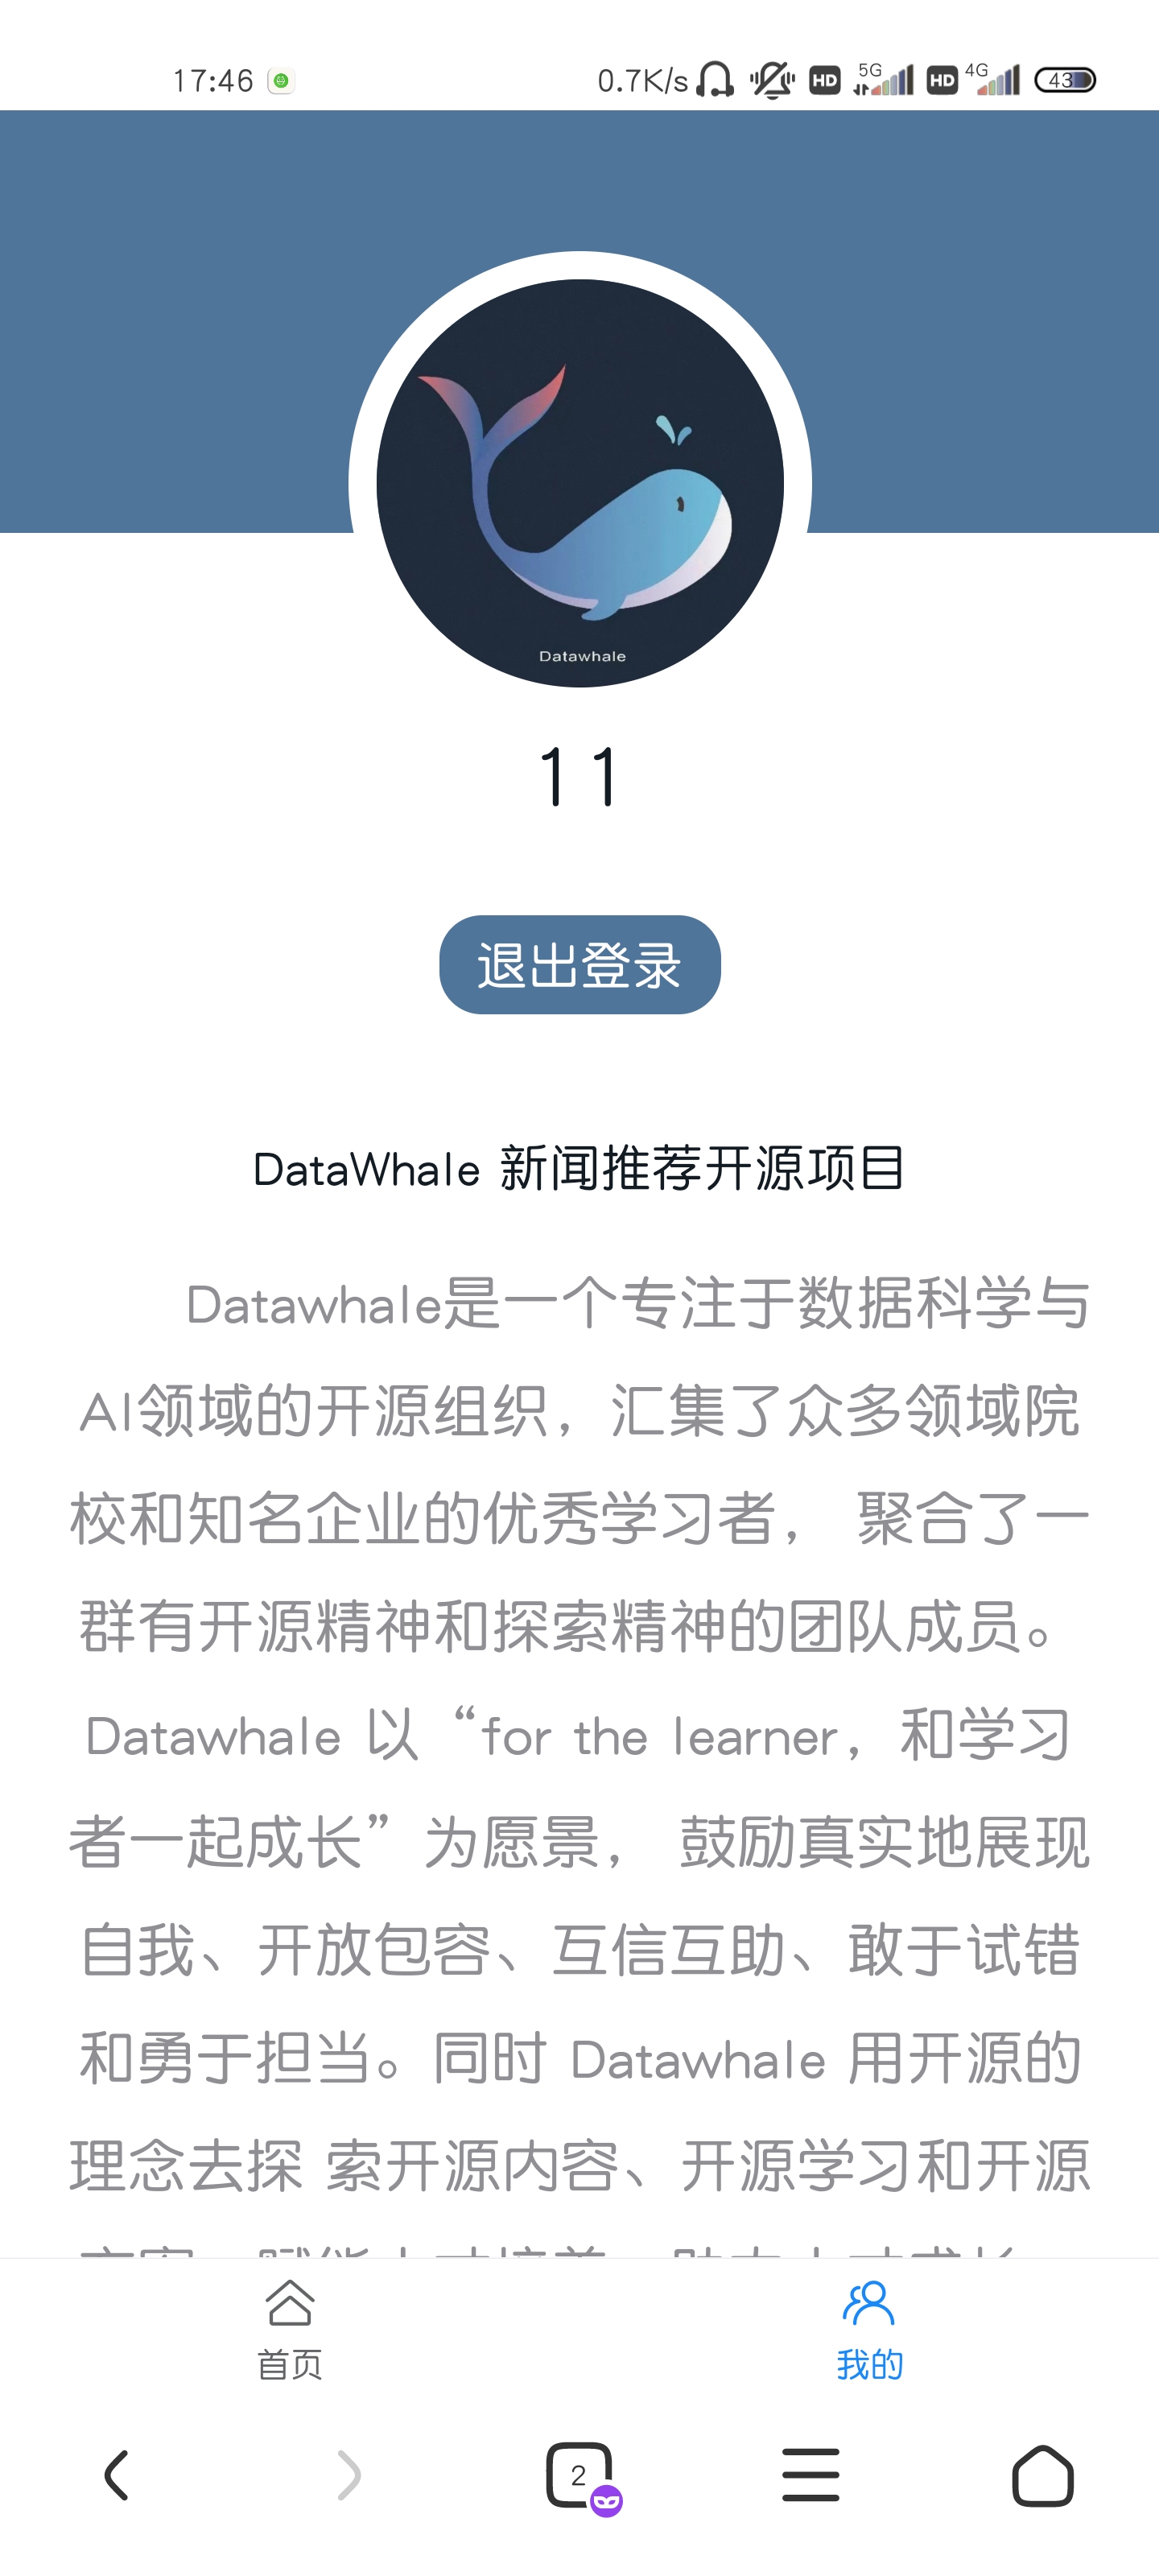 17:46
0.7K/s HD 5G HD 4G 43
Datawhale
11
退出登录
DataWhale 新闻推荐开源项目
Datawhale是一个专注于数据科学与
AI领域的开源组织，汇集了众多领域院
校和知名企业的优秀学习者， 聚合了一
群有开源精神和探索精神的团队成员。
Datawhale 以“for the learner，和学习
者一起成长”为愿景， 鼓励真实地展现
自我、开放包容、互信互助、敢于试错
和勇于担当。同时 Datawhale 用开源的
理念去探 索开源内容、开源学习和开源
首页
我的
2